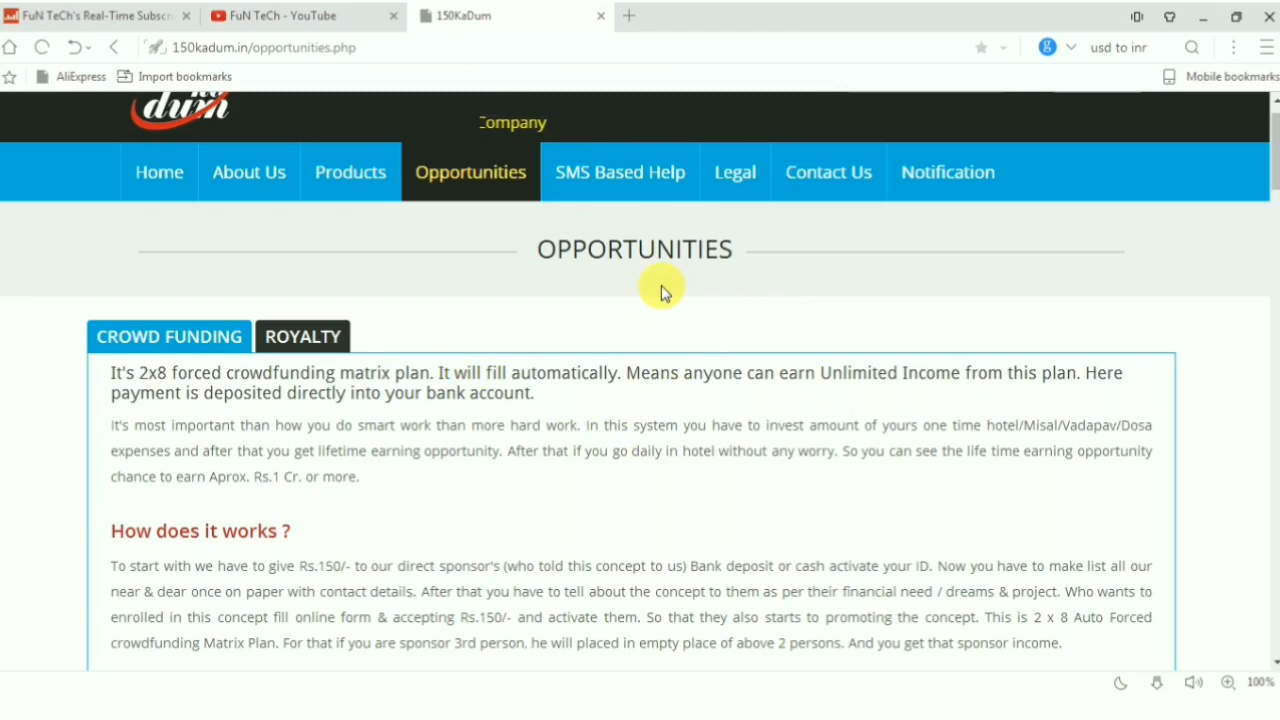 FuN TeCh's Real-Time Subscri
FuN TeCh - YouTube
150KaDum
150kadum.in/opportunities.php
usd to inr
AliExpress
Import bookmarks
Mobile bookmarks
dum
Company
Home
About Us
Products
Opportunities
SMS Based Help
Legal
Contact Us
Notification
OPPORTUNITIES
CROWD FUNDING
ROYALTY
It's 2x8 forced crowdfunding matrix plan. It will fill automatically. Means anyone can earn Unlimited Income from this plan. Here
payment is deposited directly into your bank account.
It's most important than how you do smart work than more hard work. In this system you have to invest amount of yours one time hotel/Misal/Vadapav/Dosa
expenses and after that you get lifetime earning opportunity. After that if you go daily in hotel without any worry. So you can see the life time earning opportunity
chance to earn Aprox. Rs.1 Cr. or more.
How does it works ?
To start with we have to give Rs.150/- to our direct sponsor's (who told this concept to us) Bank deposit or cash activate your ID. Now you have to make list all our
near & dear once on paper with contact details. After that you have to tell about the concept to them as per their financial need / dreams & project. Who wants to
enrolled in this concept fill online form & accepting Rs.150/- and activate them. So that they also starts to promoting the concept. This is 2 x 8 Auto Forced
crowdfunding Matrix Plan. For that if you are sponsor 3rd person, he will placed in empty place of above 2 persons. And you get that sponsor income.
100%